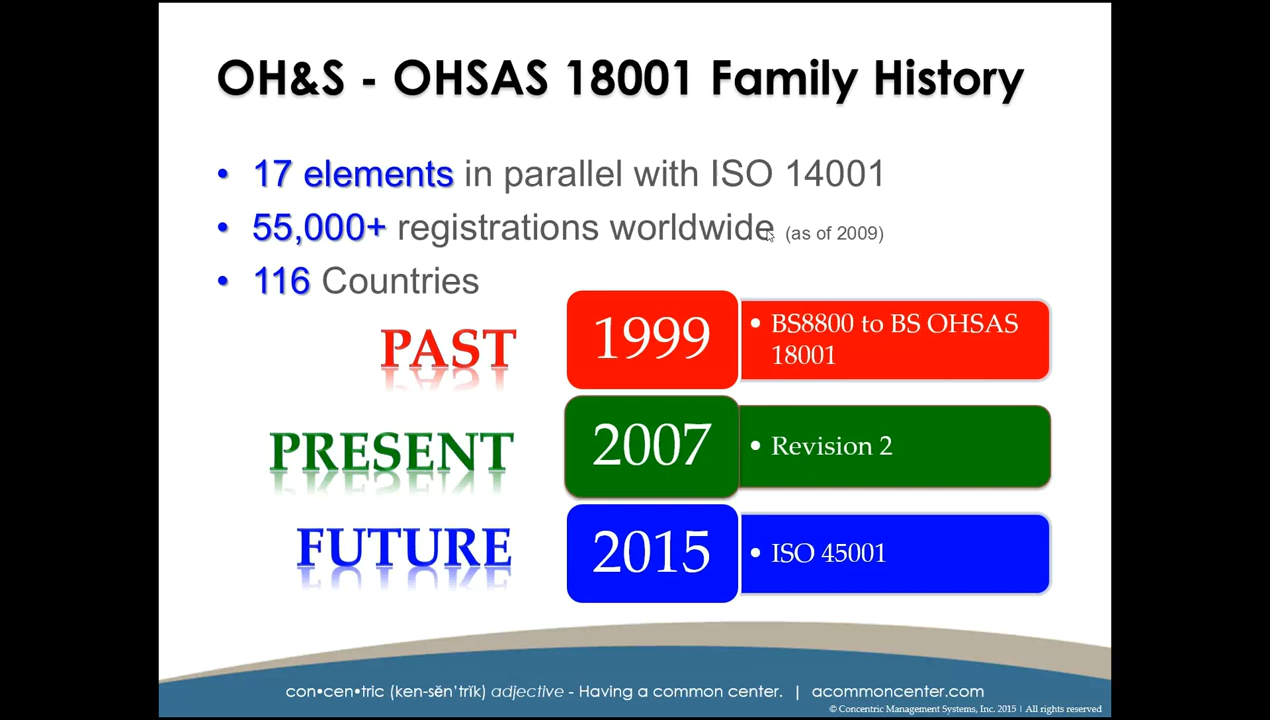 OH&S - OHSAS 18001 Family History
• 17 elements in parallel with ISO 14001
• 55,000+ registrations worldwide (as of 2009)
• 116 Countries
PAST
1999
• BS8800 to BS OHSAS
18001
PRESENT
2007
• Revision 2
FUTURE
2015
• ISO 45001
con•cen•tric (ken-sĕn'trĭk) adjective - Having a common center. | acommoncenter.com
© Concentric Management Systems, Inc. 2015 | All rights reserved